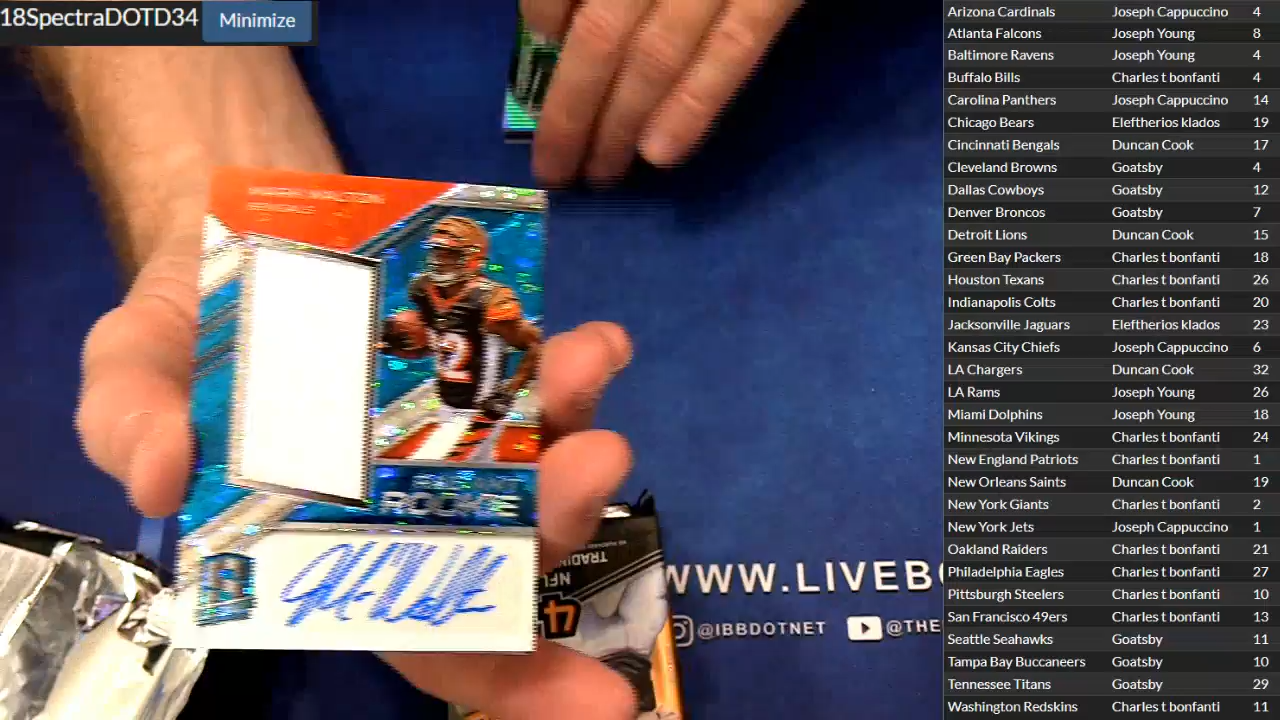 18SpectraDOTD34 Minimize
MARK WALTON
BENGALS
RADIANT
ROOKIE
NFL
TRADING
4
WWW.LIVEB
@IBBDOTNET @THE
Arizona Cardinals Joseph Cappuccino 4
Atlanta Falcons Joseph Young 8
Baltimore Ravens Joseph Young 4
Buffalo Bills Charles t bonfanti 4
Carolina Panthers Joseph Cappuccino 14
Chicago Bears Eleftherios klados 19
Cincinnati Bengals Duncan Cook 17
Cleveland Browns Goatsby 4
Dallas Cowboys Goatsby 12
Denver Broncos Goatsby 7
Detroit Lions Duncan Cook 15
Green Bay Packers Charles t bonfanti 18
Houston Texans Charles t bonfanti 26
Indianapolis Colts Charles t bonfanti 20
Jacksonville Jaguars Eleftherios klados 23
Kansas City Chiefs Joseph Cappuccino 6
LA Chargers Duncan Cook 32
LA Rams Joseph Young 26
Miami Dolphins Joseph Young 18
Minnesota Vikings Charles t bonfanti 24
New England Patriots Charles t bonfanti 1
New Orleans Saints Duncan Cook 19
New York Giants Charles t bonfanti 2
New York Jets Joseph Cappuccino 1
Oakland Raiders Charles t bonfanti 21
Philadelphia Eagles Charles t bonfanti 27
Pittsburgh Steelers Charles t bonfanti 10
San Francisco 49ers Charles t bonfanti 13
Seattle Seahawks Goatsby 11
Tampa Bay Buccaneers Goatsby 10
Tennessee Titans Goatsby 29
Washington Redskins Charles t bonfanti 11